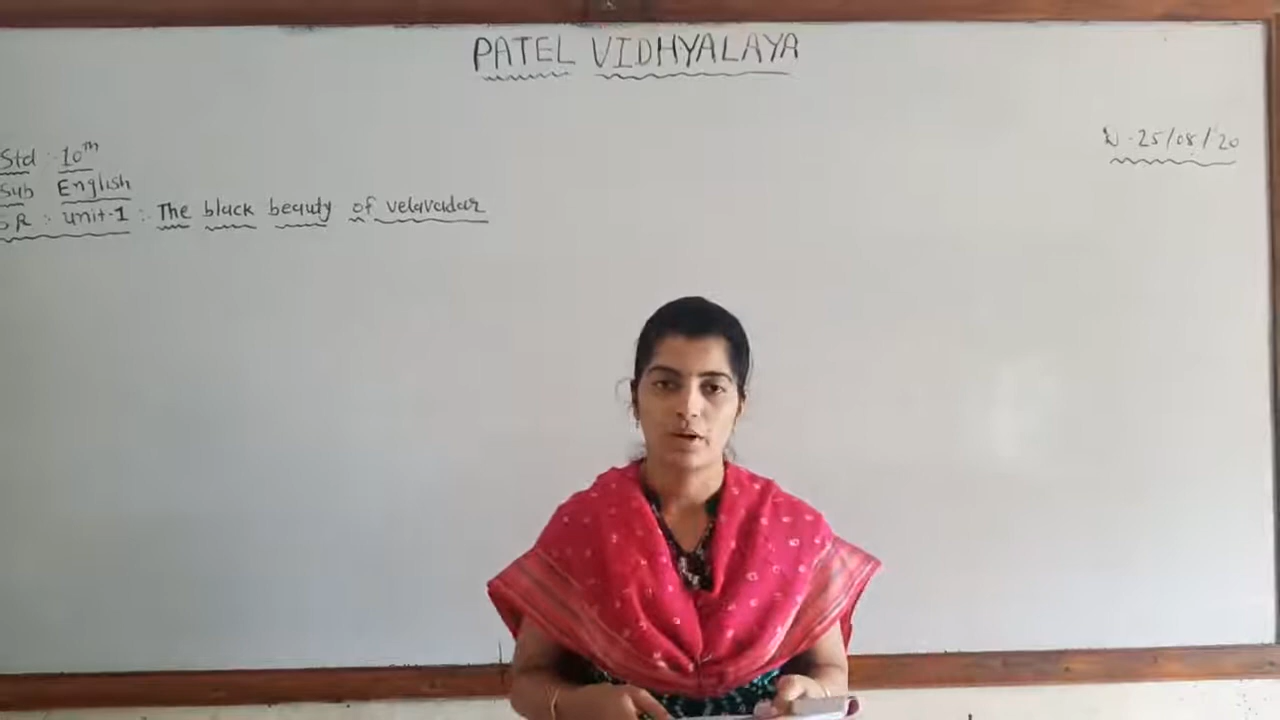 PATEL VIDHYALAYA
D - 25/08/20
Std : 10th
Sub English
SR : unit-1 : The black beauty of velavadar